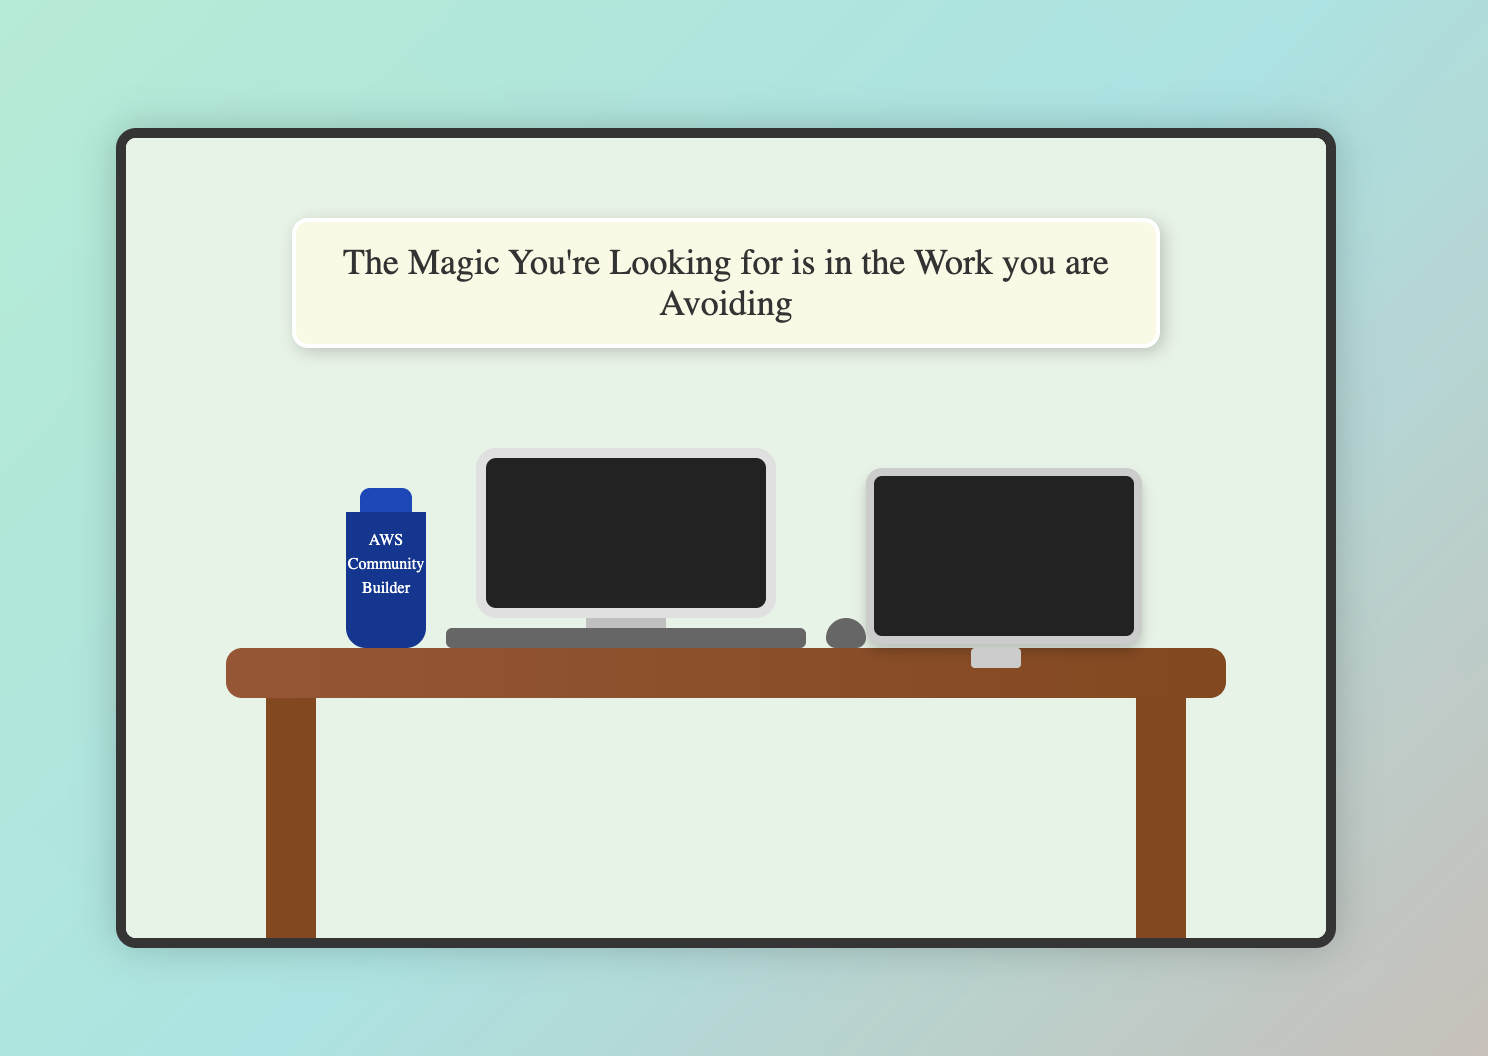 The Magic You're Looking for is in the Work you are
Avoiding
AWS
Community
Builder